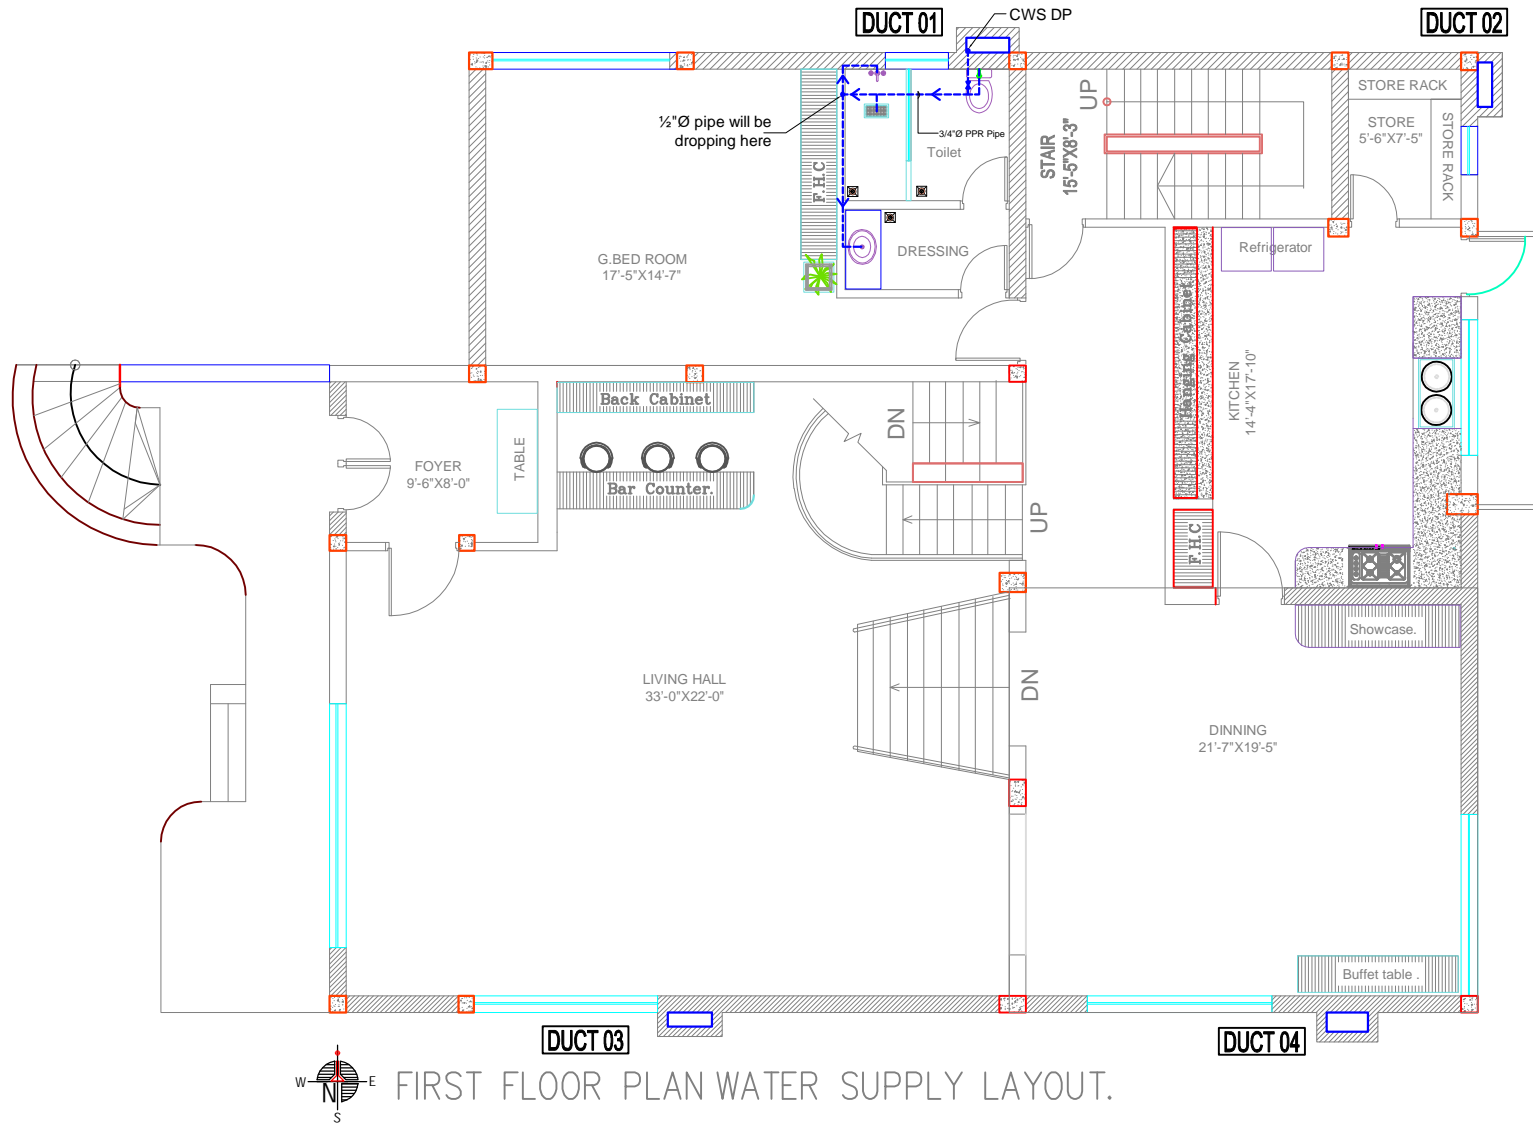 DUCT 01
CWS DP
DUCT 02
½"Ø pipe will be
dropping here
3/4"Ø PPR Pipe
Toilet
F.H.C
UP
STAIR
15'-5"X8'-3"
STORE RACK
STORE
5'-6"X7'-5"
STORE RACK
G.BED ROOM
17'-5"X14'-7"
DRESSING
Refrigerator
Hanging Cabinet
KITCHEN
14'-4"X17'-10"
Back Cabinet
DN
FOYER
9'-6"X8'-0"
TABLE
Bar Counter.
UP
F.H.C
Showcase.
LIVING HALL
33'-0"X22'-0"
DN
DINNING
21'-7"X19'-5"
Buffet table .
DUCT 03
DUCT 04
W
E
N
S
FIRST FLOOR PLAN WATER SUPPLY LAYOUT.